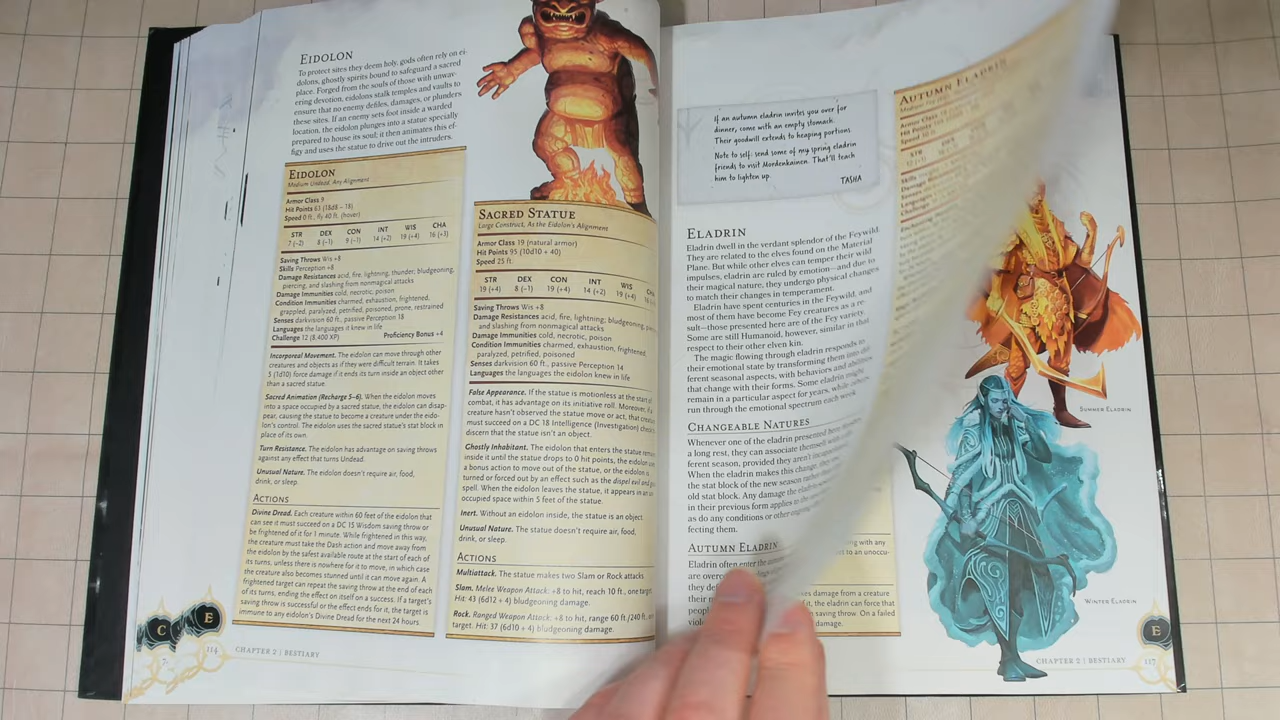 EIDOLON
To protect sites they deem holy, gods often rely on ei-
dolons, ghostly spirits bound to safeguard a sacred
place. Forged from the souls of those with unwav-
ering devotion, eidolons stalk temples and vaults to
ensure that no enemy defiles, damages, or plunders
these sites. If an enemy sets foot inside a warded
location, the eidolon plunges into a statue specially
prepared to house its soul; it then animates this ef-
figy and uses the statue to drive out the intruders.
EIDOLON
Medium Undead, Any Alignment
Armor Class 9
Hit Points 63 (18d8 – 18)
Speed 0 ft., fly 40 ft. (hover)
STR DEX CON INT WIS CHA
7 (–2) 8 (–1) 9 (–1) 14 (+2) 19 (+4) 16 (+3)
Saving Throws Wis +8
Skills Perception +8
Damage Resistances acid, fire, lightning, thunder; bludgeoning,
piercing, and slashing from nonmagical attacks
Damage Immunities cold, necrotic, poison
Condition Immunities charmed, exhaustion, frightened,
grappled, paralyzed, petrified, poisoned, prone, restrained
Senses darkvision 60 ft., passive Perception 18
Languages the languages it knew in life
Challenge 12 (8,400 XP) Proficiency Bonus +4
Incorporeal Movement. The eidolon can move through other
creatures and objects as if they were difficult terrain. It takes
5 (1d10) force damage if it ends its turn inside an object other
than a sacred statue.
Sacred Animation (Recharge 5–6). When the eidolon moves
into a space occupied by a sacred statue, the eidolon can disap-
pear, causing the statue to become a creature under the eido-
lon's control. The eidolon uses the sacred statue's stat block in
place of its own.
Turn Resistance. The eidolon has advantage on saving throws
against any effect that turns Undead.
Unusual Nature. The eidolon doesn't require air, food,
drink, or sleep.
ACTIONS
Divine Dread. Each creature within 60 feet of the eidolon that
can see it must succeed on a DC 15 Wisdom saving throw or
be frightened of it for 1 minute. While frightened in this way,
the creature must take the Dash action and move away from
the eidolon by the safest available route at the start of each of
its turns, unless there is nowhere for it to move, in which case
the creature also becomes stunned until it can move again. A
frightened target can repeat the saving throw at the end of each
of its turns, ending the effect on itself on a success. If a target's
saving throw is successful or the effect ends for it, the target is
immune to any eidolon's Divine Dread for the next 24 hours.
C E
114 CHAPTER 2 | BESTIARY
SACRED STATUE
Large Construct, As the Eidolon's Alignment
Armor Class 19 (natural armor)
Hit Points 95 (10d10 + 40)
Speed 25 ft.
STR DEX CON INT WIS
19 (+4) 8 (–1) 19 (+4) 14 (+2) 19 (+4)
Saving Throws Wis +8
Damage Resistances acid, fire, lightning; bludgeoning,
and slashing from nonmagical attacks
Damage Immunities cold, necrotic, poison
Condition Immunities charmed, exhaustion, frightened,
paralyzed, petrified, poisoned
Senses darkvision 60 ft., passive Perception 14
Languages the languages the eidolon knew in life
False Appearance. If the statue is motionless at the start of
combat, it has advantage on its initiative roll. Moreover, if a
creature hasn't observed the statue move or act, that
must succeed on a DC 18 Intelligence (Investigation) check
discern that the statue isn't an object.
Ghostly Inhabitant. The eidolon that enters the statue
inside it until the statue drops to 0 hit points, the eidolon
a bonus action to move out of the statue, or the eidolon is
turned or forced out by an effect such as the dispel evil and
spell. When the eidolon leaves the statue, it appears in an
occupied space within 5 feet of the statue.
Inert. Without an eidolon inside, the statue is an object.
Unusual Nature. The statue doesn't require air, food,
drink, or sleep.
ACTIONS
Multiattack. The statue makes two Slam or Rock attacks.
Slam. Melee Weapon Attack: +8 to hit, reach 10 ft., one target.
Hit: 43 (6d12 + 4) bludgeoning damage.
Rock. Ranged Weapon Attack: +8 to hit, range 60 ft./240 ft.,
target. Hit: 37 (6d10 + 4) bludgeoning damage.
If an autumn eladrin invites you over for
dinner, come with an empty stomach.
Their goodwill extends to heaping portions.
Note to self: send some of my spring eladrin
friends to visit Mordenkainen. That'll teach
him to lighten up.
TASHA
ELADRIN
Eladrin dwell in the verdant splendor of the Feywild.
They are related to the elves found on the Material
Plane. But while other elves can temper their wild
impulses, eladrin are ruled by emotion—and due to
their magical nature, they undergo physical changes
to match their changes in temperament.
Eladrin have spent centuries in the Feywild, and
most of them have become Fey creatures as a re-
sult—those presented here are of the Fey variety.
Some are still Humanoid, however, similar in that
respect to their other elven kin.
The magic flowing through eladrin responds to
their emotional state by transforming them into
ferent seasonal aspects, with behaviors and abilities
that change with their forms. Some eladrin might
remain in a particular aspect for years, while others
run through the emotional spectrum each week.
CHANGEABLE NATURES
Whenever one of the eladrin presented here
a long rest, they can associate themself with
ferent season, provided they aren't
When the eladrin makes this change,
the stat block of the new season rather
old stat block. Any damage the eladrin
in their previous form applies to the
as do any conditions or other ongoing
fecting them.
AUTUMN ELADRIN
Eladrin often enter the
are overc
they def
their
people
viole
AUTUMN ELADRIN
Armor Class
Hit Points
Speed
STR
Skills
Damage
Senses
Languages
Challenge
ing with any
et to an unoccu-
ses damage from a creature
it, the eladrin can force that
saving throw. On a failed
SUMMER ELADRIN
WINTER ELADRIN
E
CHAPTER 2 | BESTIARY 117